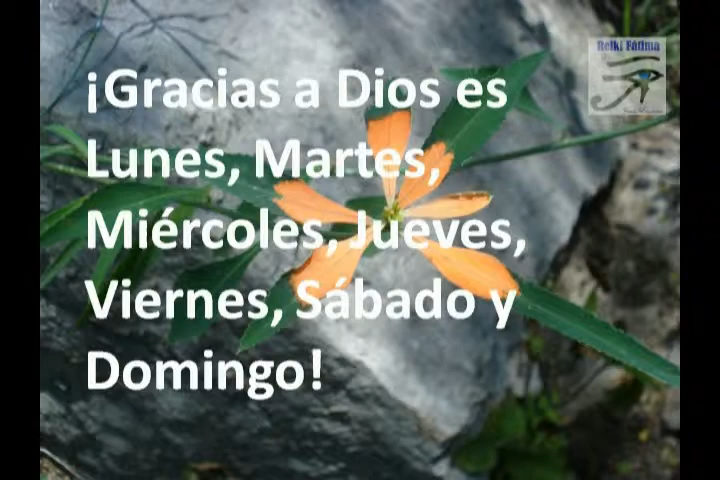 Reiki Fátima
¡Gracias a Dios es
Lunes, Martes,
Miércoles, Jueves,
Viernes, Sábado y
Domingo!